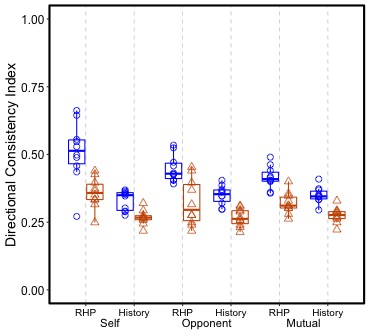 Directional Consistency Index
1.00
0.75
0.50
0.25
0.00
RHP History RHP History RHP History
Self Opponent Mutual